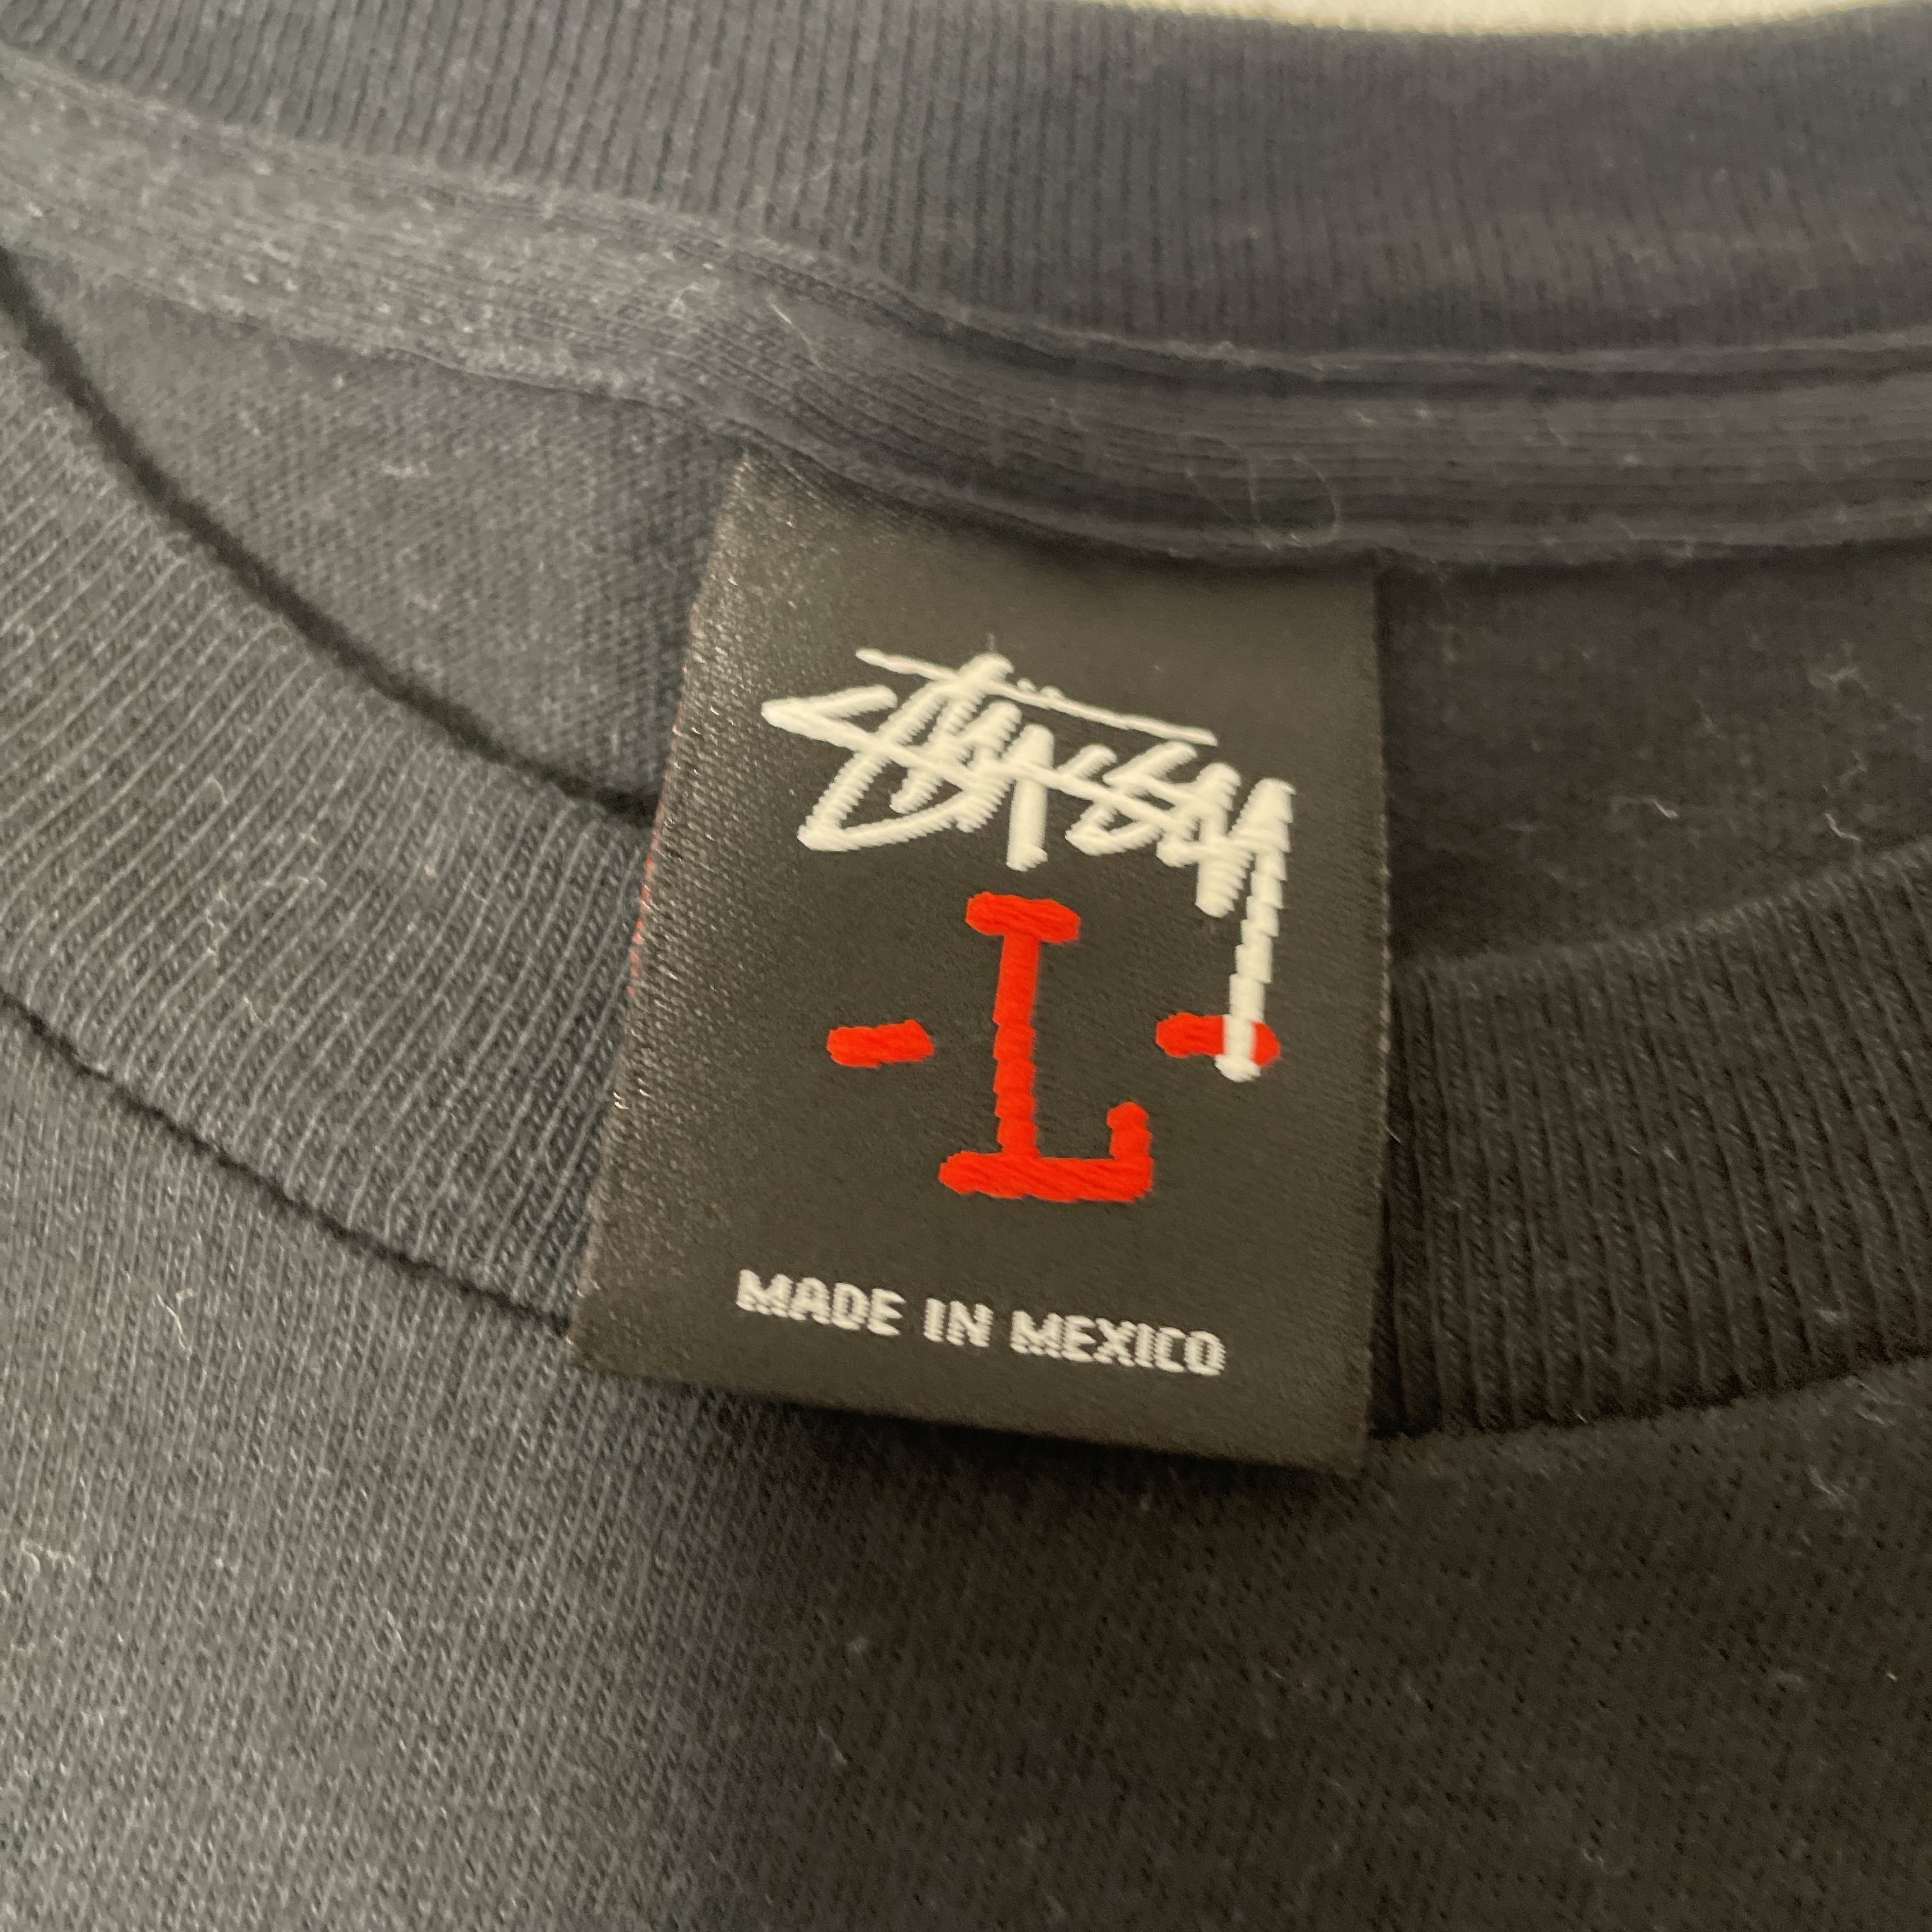 Stüssy
- L -
MADE IN MEXICO